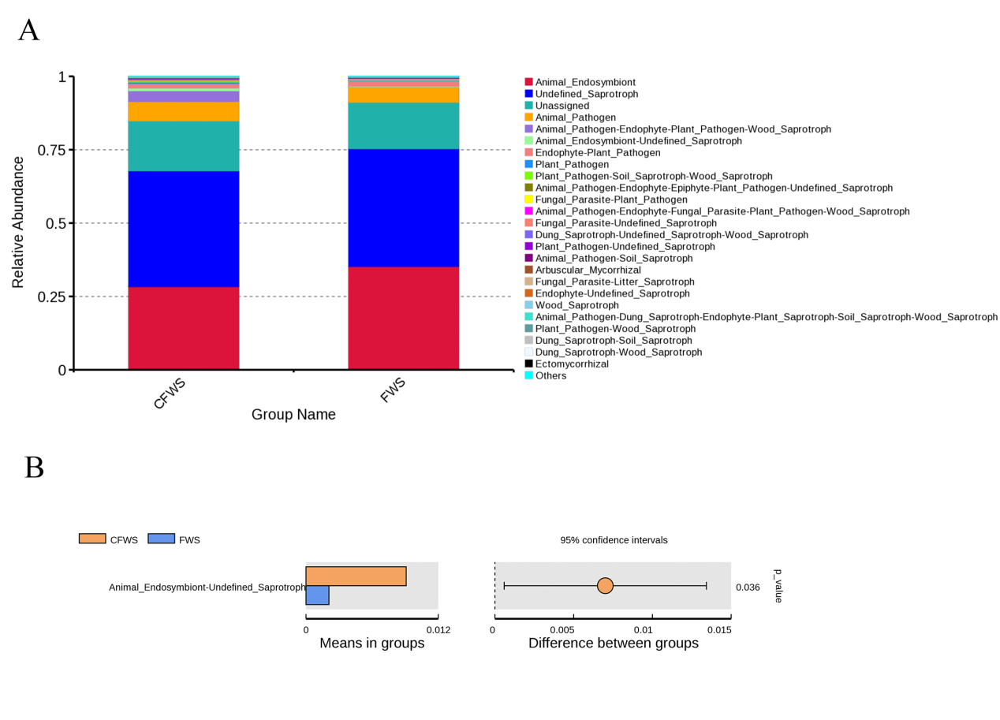 A
Relative Abundance
1
0.75
0.5
0.25
0
CFWS
FWS
Group Name
Animal_Endosymbiont
Undefined_Saprotroph
Unassigned
Animal_Pathogen
Animal_Pathogen-Endophyte-Plant_Pathogen-Wood_Saprotroph
Animal_Endosymbiont-Undefined_Saprotroph
Endophyte-Plant_Pathogen
Plant_Pathogen
Plant_Pathogen-Soil_Saprotroph-Wood_Saprotroph
Animal_Pathogen-Endophyte-Epiphyte-Plant_Pathogen-Undefined_Saprotroph
Fungal_Parasite-Plant_Pathogen
Animal_Pathogen-Endophyte-Fungal_Parasite-Plant_Pathogen-Wood_Saprotroph
Fungal_Parasite-Undefined_Saprotroph
Dung_Saprotroph-Undefined_Saprotroph-Wood_Saprotroph
Plant_Pathogen-Undefined_Saprotroph
Animal_Pathogen-Soil_Saprotroph
Arbuscular_Mycorrhizal
Fungal_Parasite-Litter_Saprotroph
Endophyte-Undefined_Saprotroph
Wood_Saprotroph
Animal_Pathogen-Dung_Saprotroph-Endophyte-Plant_Saprotroph-Soil_Saprotroph-Wood_Saprotroph
Plant_Pathogen-Wood_Saprotroph
Dung_Saprotroph-Soil_Saprotroph
Dung_Saprotroph-Wood_Saprotroph
Ectomycorrhizal
Others
B
CFWS FWS
95% confidence intervals
Animal_Endosymbiont-Undefined_Saprotroph
0.036
p_value
0 0.012
Means in groups
0 0.005 0.01 0.015
Difference between groups